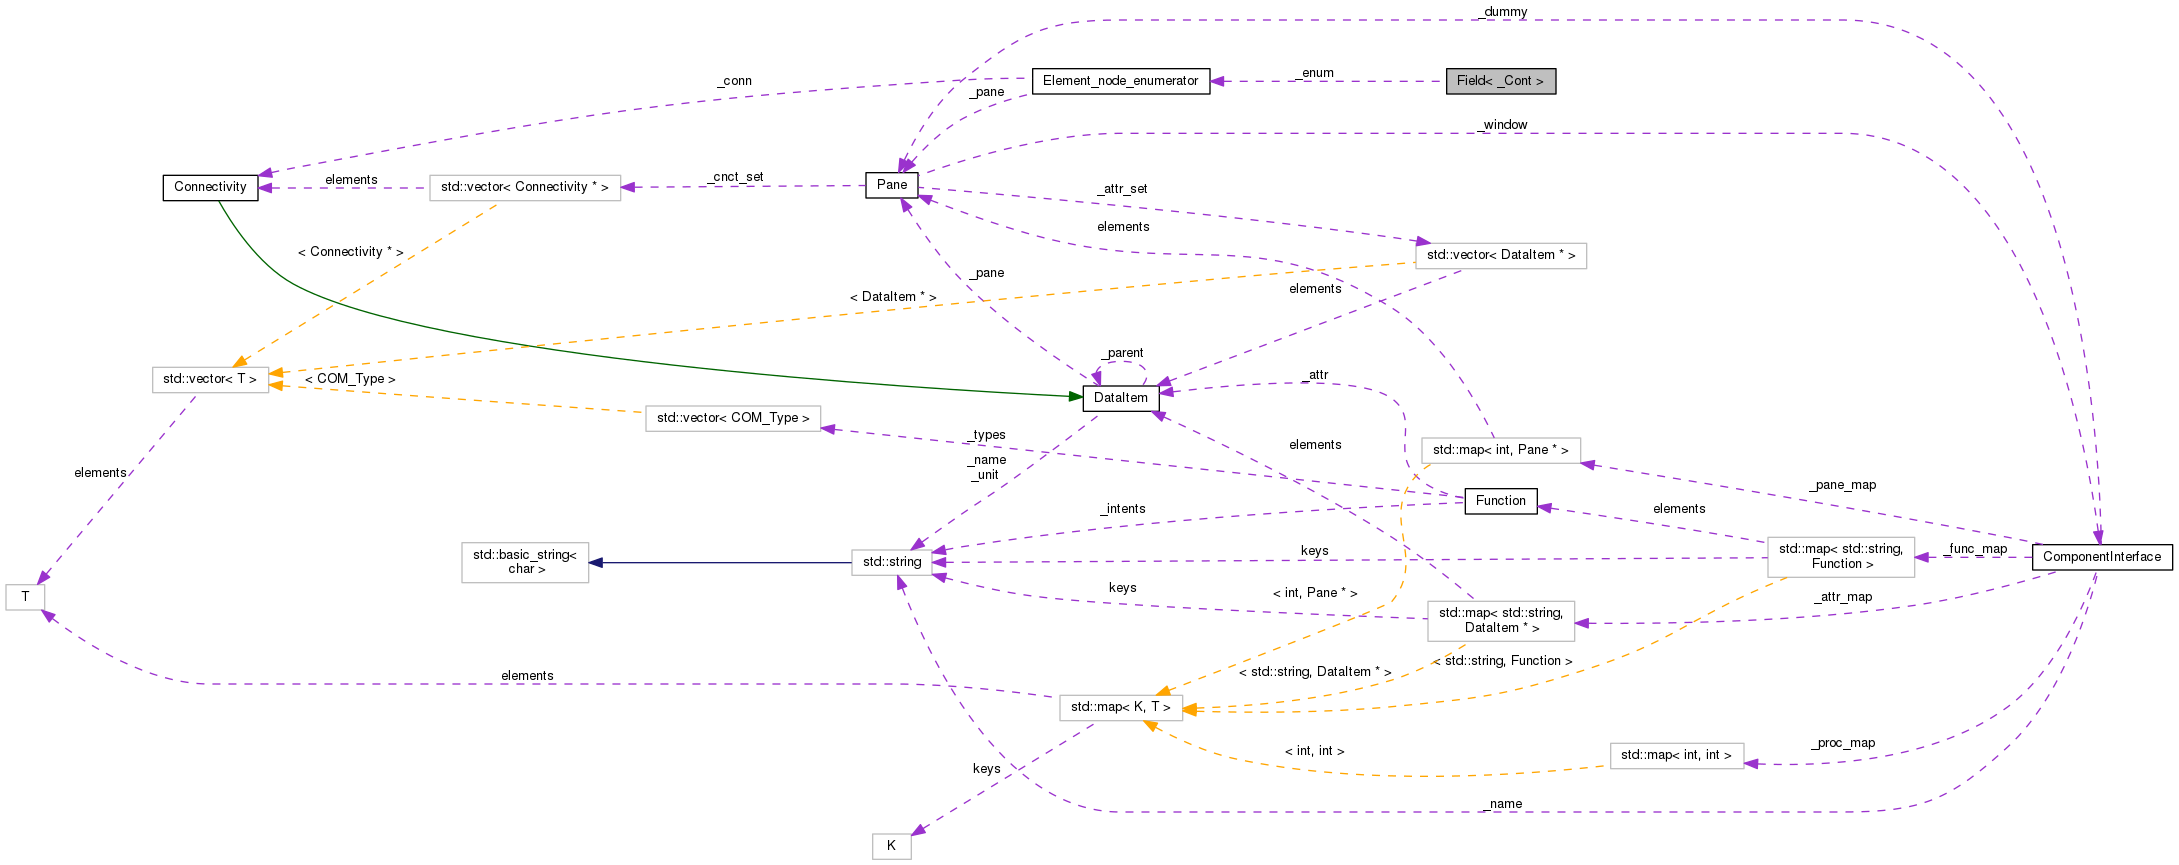 _dummy
Element_node_enumerator
_enum
Field< _Cont >
_conn
_pane
_window
Connectivity
elements
std::vector< Connectivity * >
_cnct_set
Pane
_attr_set
elements
< Connectivity * >
std::vector< DataItem * >
_pane
elements
< DataItem * >
_parent
std::vector< T >
< COM_Type >
_attr
DataItem
std::vector< COM_Type >
_types
elements
std::map< int, Pane * >
_name
_unit
elements
_pane_map
Function
_intents
elements
std::basic_string<
char >
std::string
keys
std::map< std::string,
Function >
_func_map
ComponentInterface
T
keys
< int, Pane * >
std::map< std::string,
DataItem * >
_attr_map
elements
< std::string, DataItem * >
< std::string, Function >
std::map< K, T >
keys
< int, int >
std::map< int, int >
_proc_map
_name
K